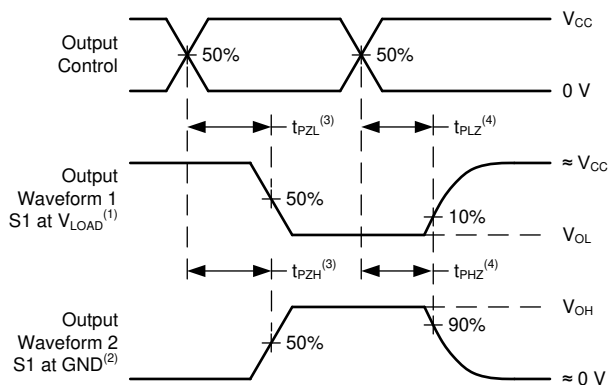 V_CC
Output
Control
50%
50%
0 V
t_PZL^(3)
t_PLZ^(4)
≈ V_CC
Output
Waveform 1
S1 at V_LOAD^(1)
50%
10%
V_OL
t_PZH^(3)
t_PHZ^(4)
V_OH
Output
Waveform 2
S1 at GND^(2)
50%
90%
≈ 0 V